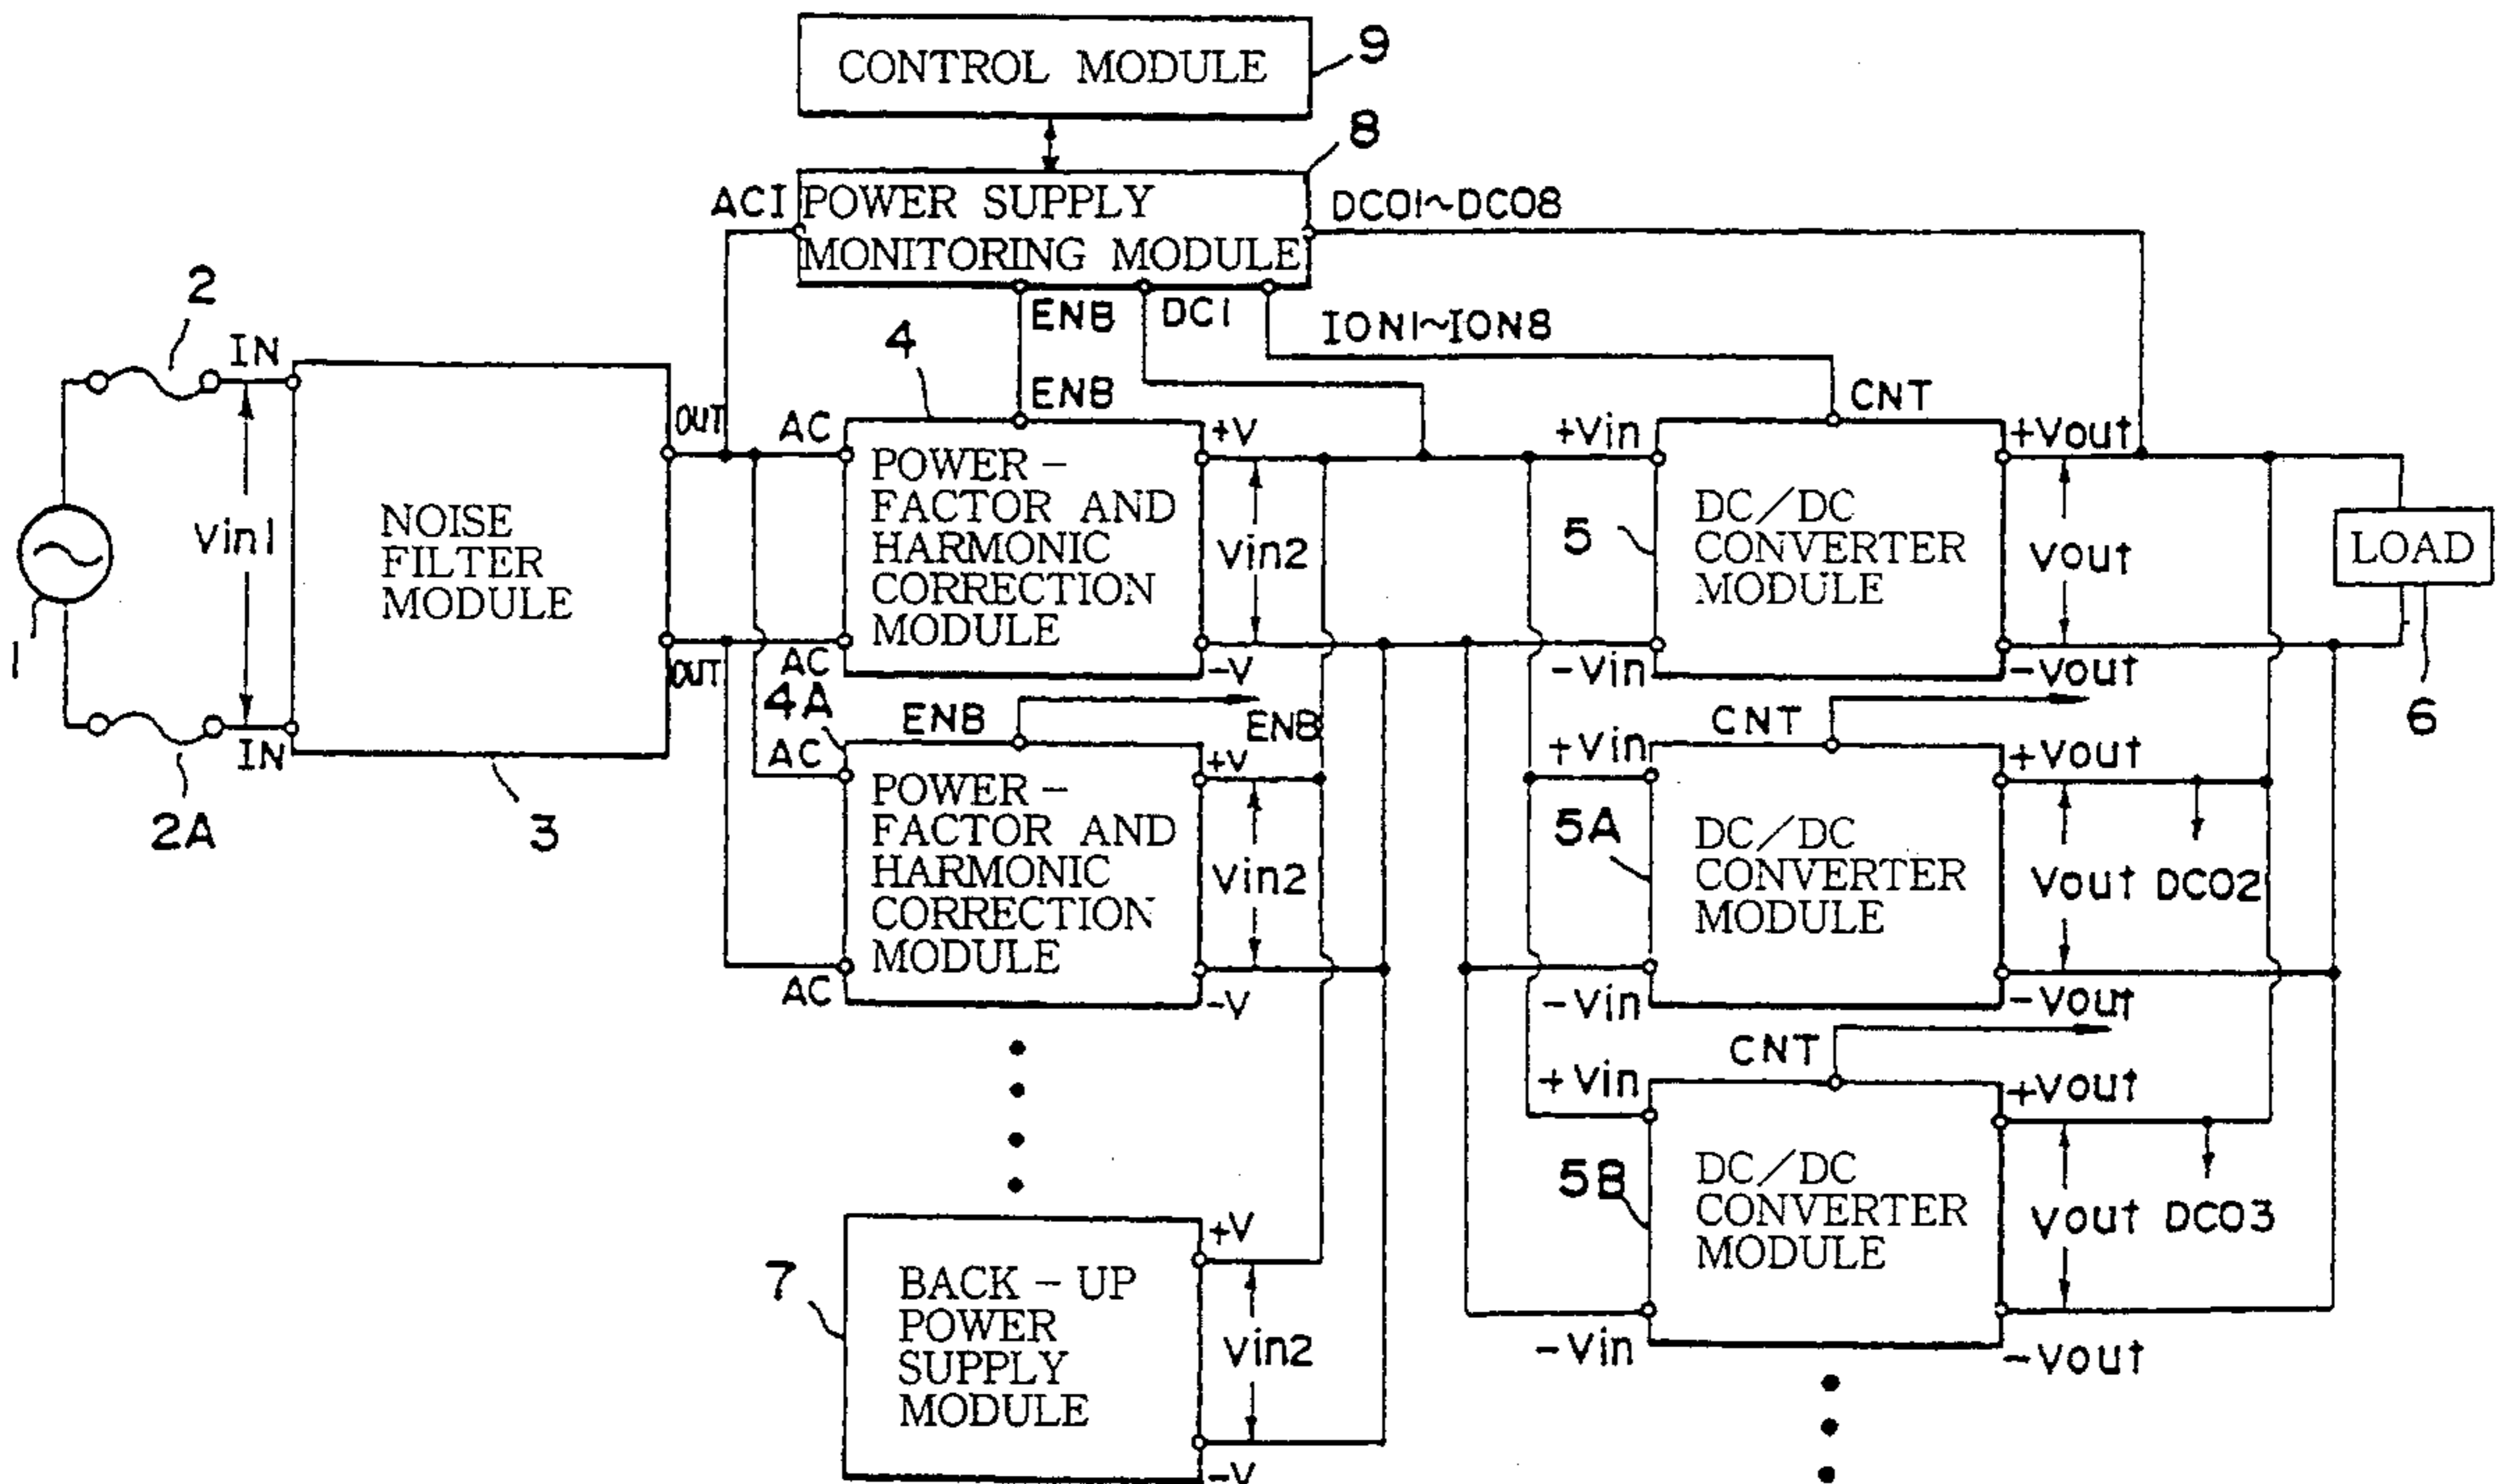 CONTROL MODULE
9
8
ACI
POWER SUPPLY
MONITORING MODULE
DCO1~DCO8
ENB
DCI
ION1~ION8
2
IN
4
ENB
CNT
OUT
AC
+V
+Vin
+Vout
Vin1
NOISE
FILTER
MODULE
POWER-
FACTOR AND
HARMONIC
CORRECTION
MODULE
Vin2
5
DC/DC
CONVERTER
MODULE
Vout
LOAD
1
OUT
AC
-V
-Vin
-Vout
6
IN
2A
3
4A
ENB
ENB
CNT
AC
+V
+Vin
+Vout
POWER-
FACTOR AND
HARMONIC
CORRECTION
MODULE
Vin2
5A
DC/DC
CONVERTER
MODULE
Vout DCO2
AC
-V
-Vin
-Vout
CNT
+Vin
+Vout
5B
DC/DC
CONVERTER
MODULE
Vout DCO3
+V
7
BACK-UP
POWER
SUPPLY
MODULE
Vin2
-Vin
-Vout
-V